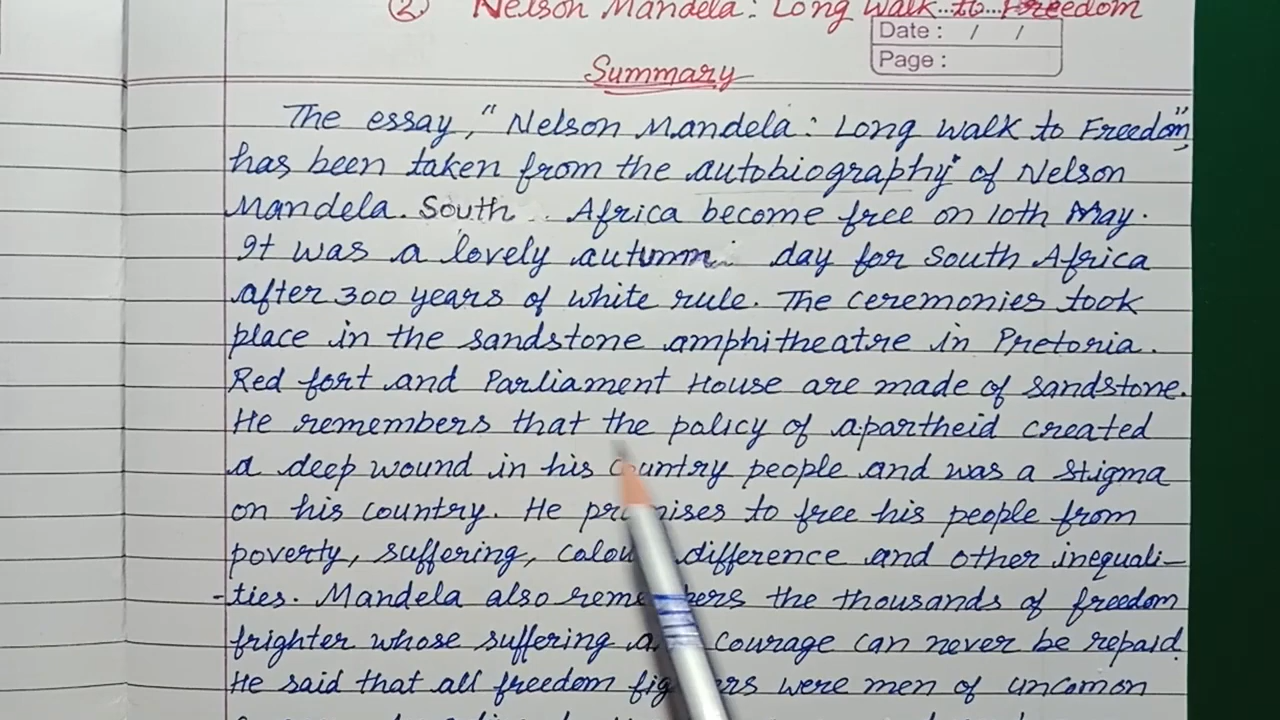 ② Nelson Mandela: Long Walk to Freedom
Date : / /
Page :
Summary
The essay, "Nelson Mandela: Long Walk to Freedom",
has been taken from the autobiography of Nelson
Mandela. South Africa become free on 10th May.
It was a lovely autumn day for South Africa
after 300 years of white rule. The ceremonies took
place in the sandstone amphitheatre in Pretoria.
Red fort and Parliament House are made of sandstone.
He remembers that the policy of apartheid created
a deep wound in his country people and was a stigma
on his country. He promises to free his people from
poverty, suffering, colour difference and other inequali-
-ties. Mandela also remembers the thousands of freedom
frighter whose suffering and courage can never be repaid.
He said that all freedom fighters were men of uncomon